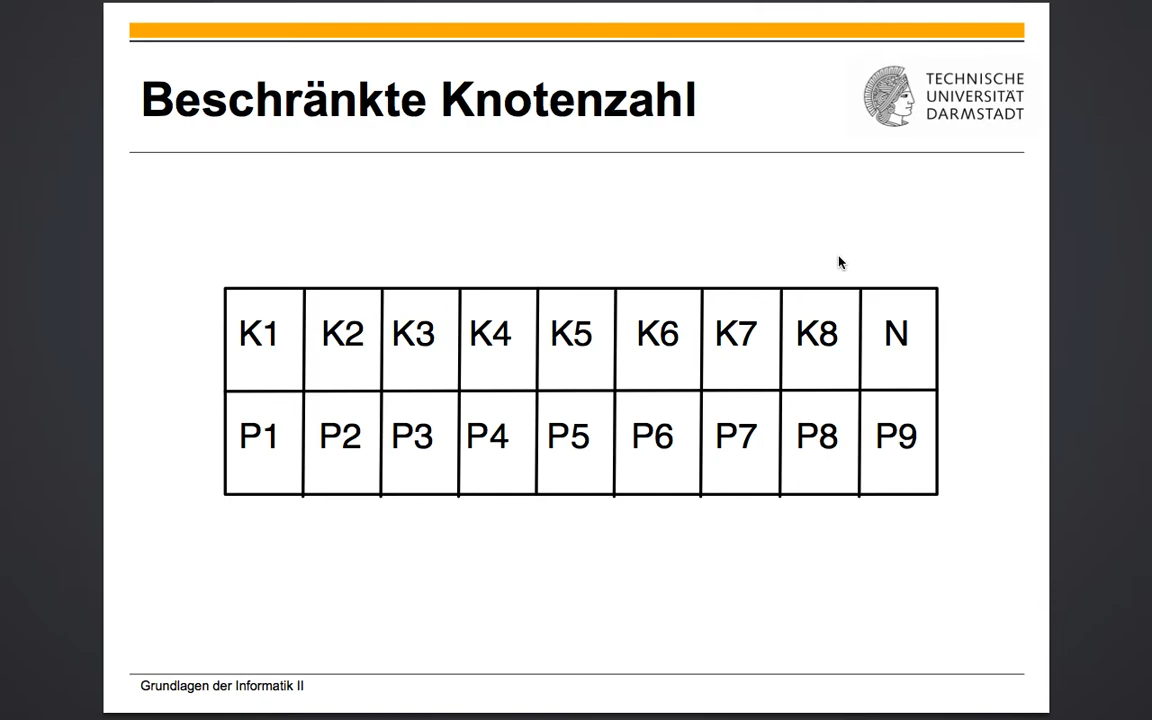 Beschränkte Knotenzahl
TECHNISCHE
UNIVERSITÄT
DARMSTADT
K1 K2 K3 K4 K5 K6 K7 K8 N
P1 P2 P3 P4 P5 P6 P7 P8 P9
Grundlagen der Informatik II